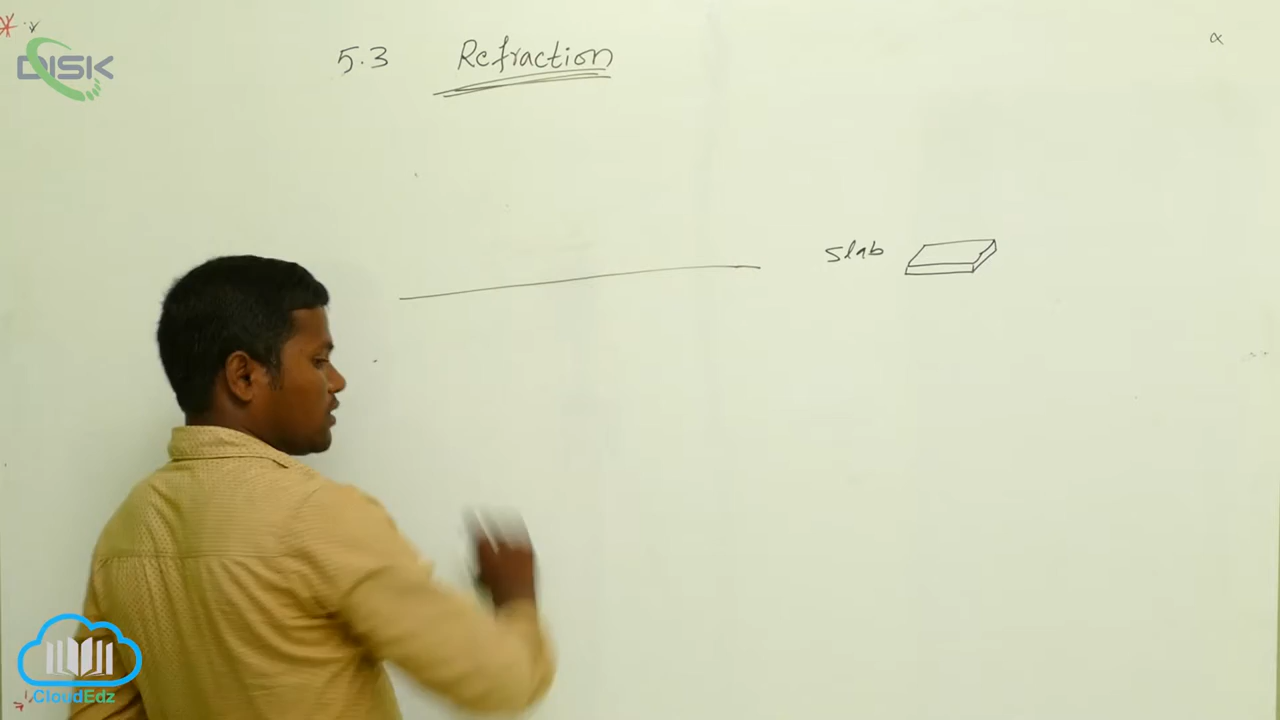 DISK
5.3 Refraction
α
Slab
CloudEdz